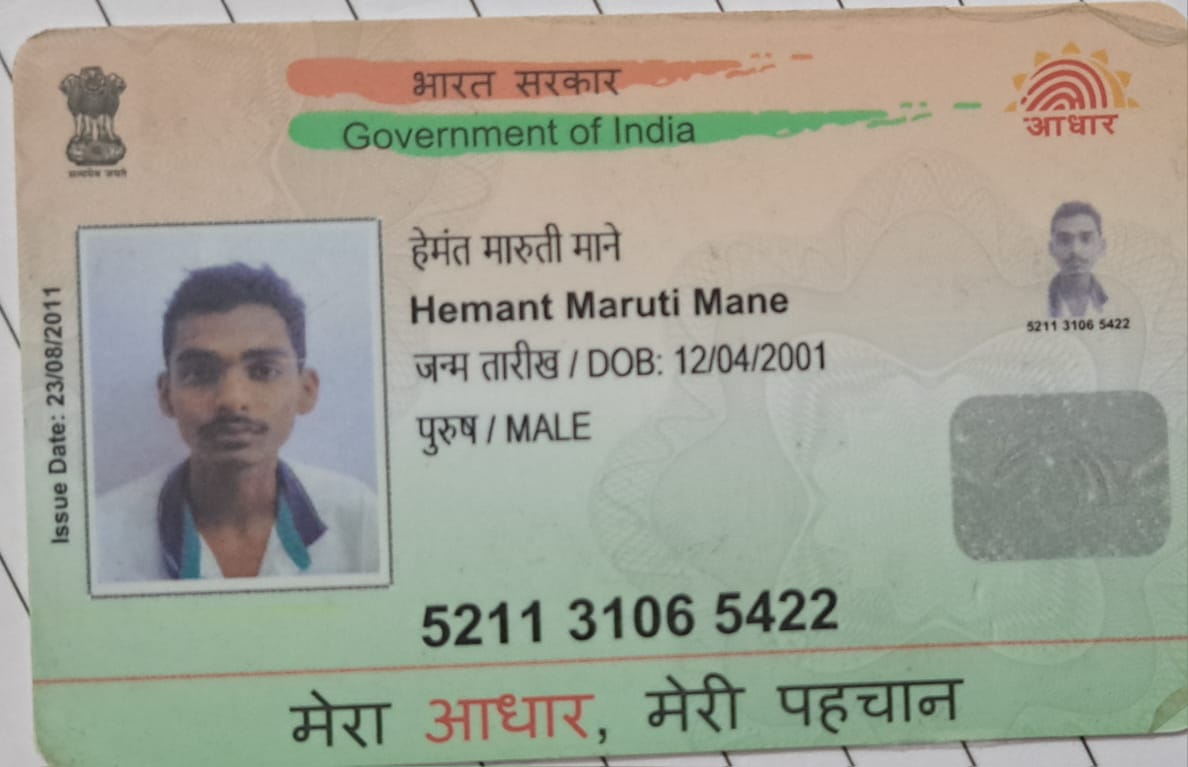 भारत सरकार
Government of India
आधार
सत्यमेव जयते
Issue Date: 23/08/2011
हेमंत मारुती माने
Hemant Maruti Mane
जन्म तारीख / DOB: 12/04/2001
पुरुष / MALE
5211 3106 5422
5211 3106 5422
मेरा आधार, मेरी पहचान